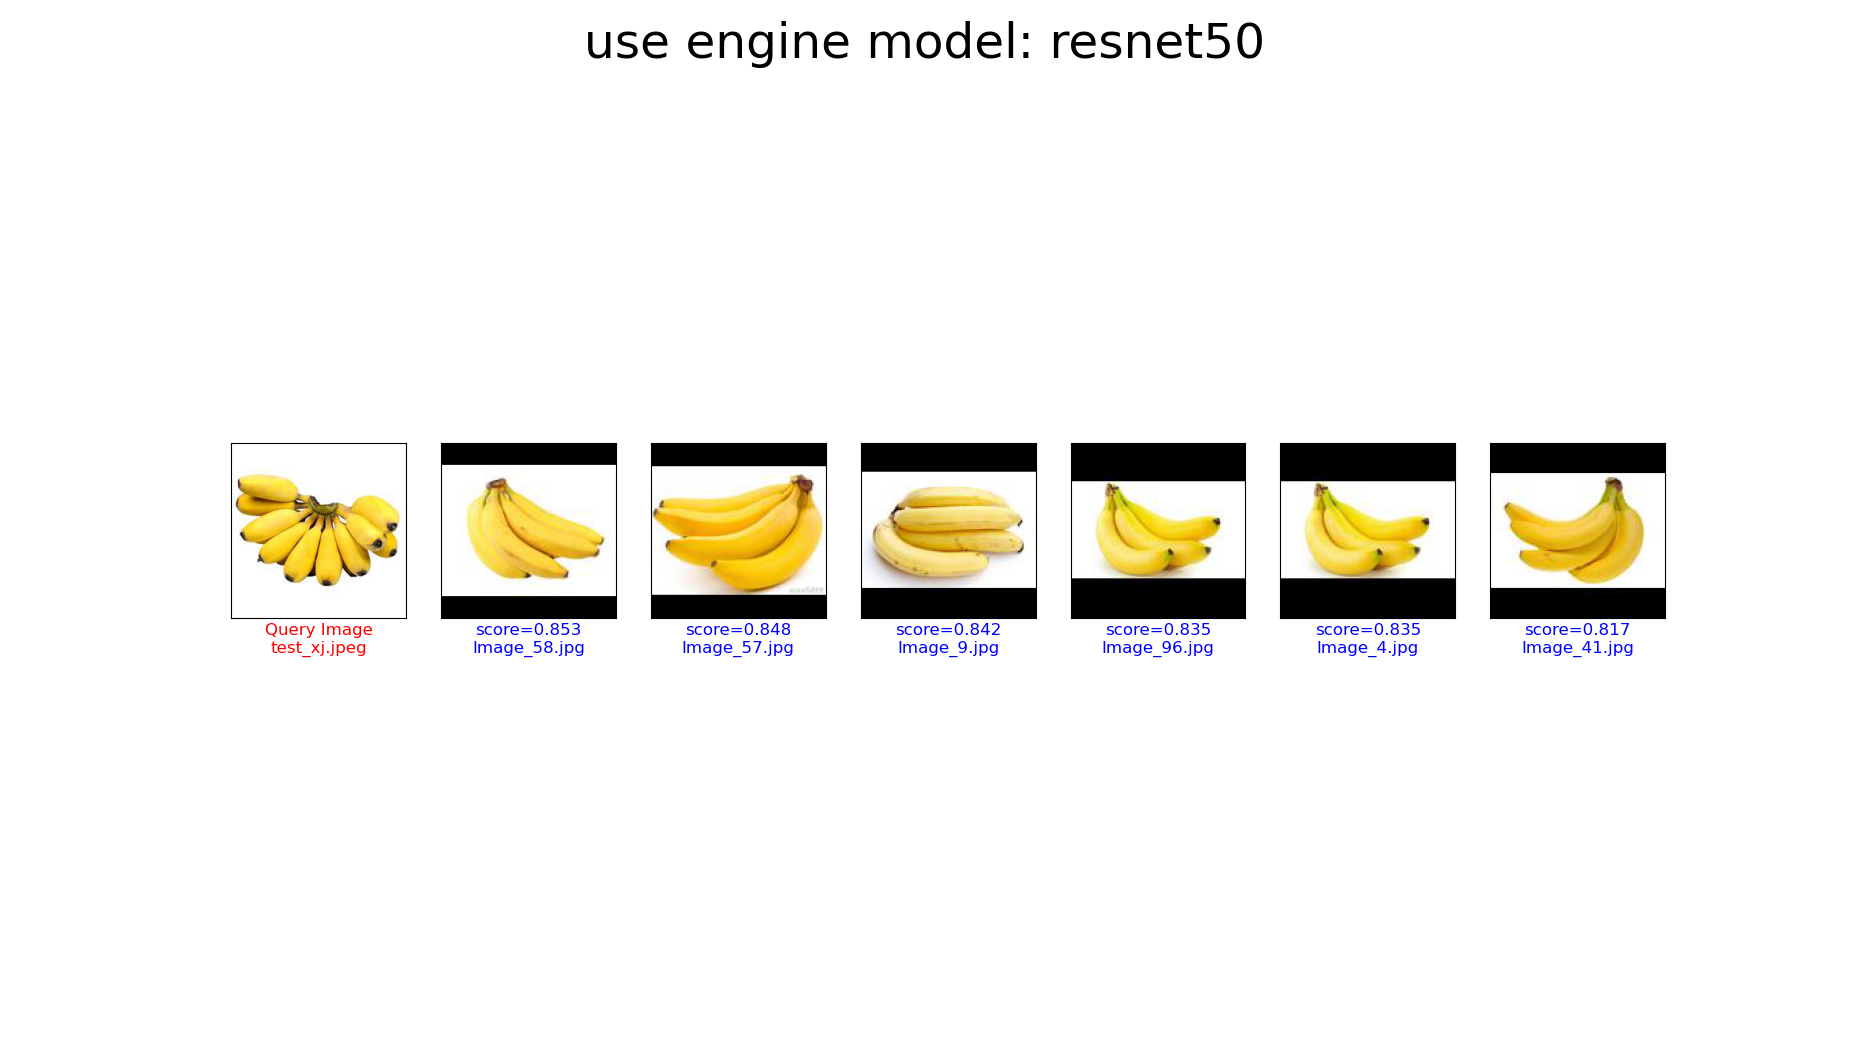 use engine model: resnet50
Query Image
test_xj.jpeg
score=0.853
Image_58.jpg
score=0.848
Image_57.jpg
score=0.842
Image_9.jpg
score=0.835
Image_96.jpg
score=0.835
Image_4.jpg
score=0.817
Image_41.jpg